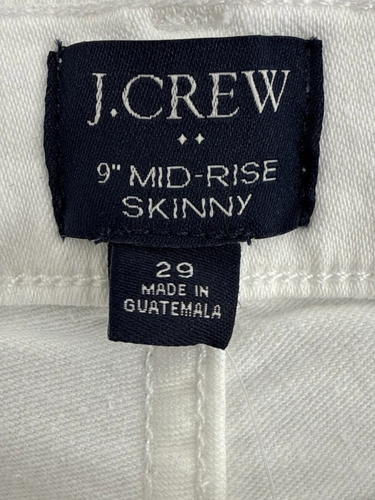 J.CREW
9" MID-RISE
SKINNY
29
MADE IN
GUATEMALA